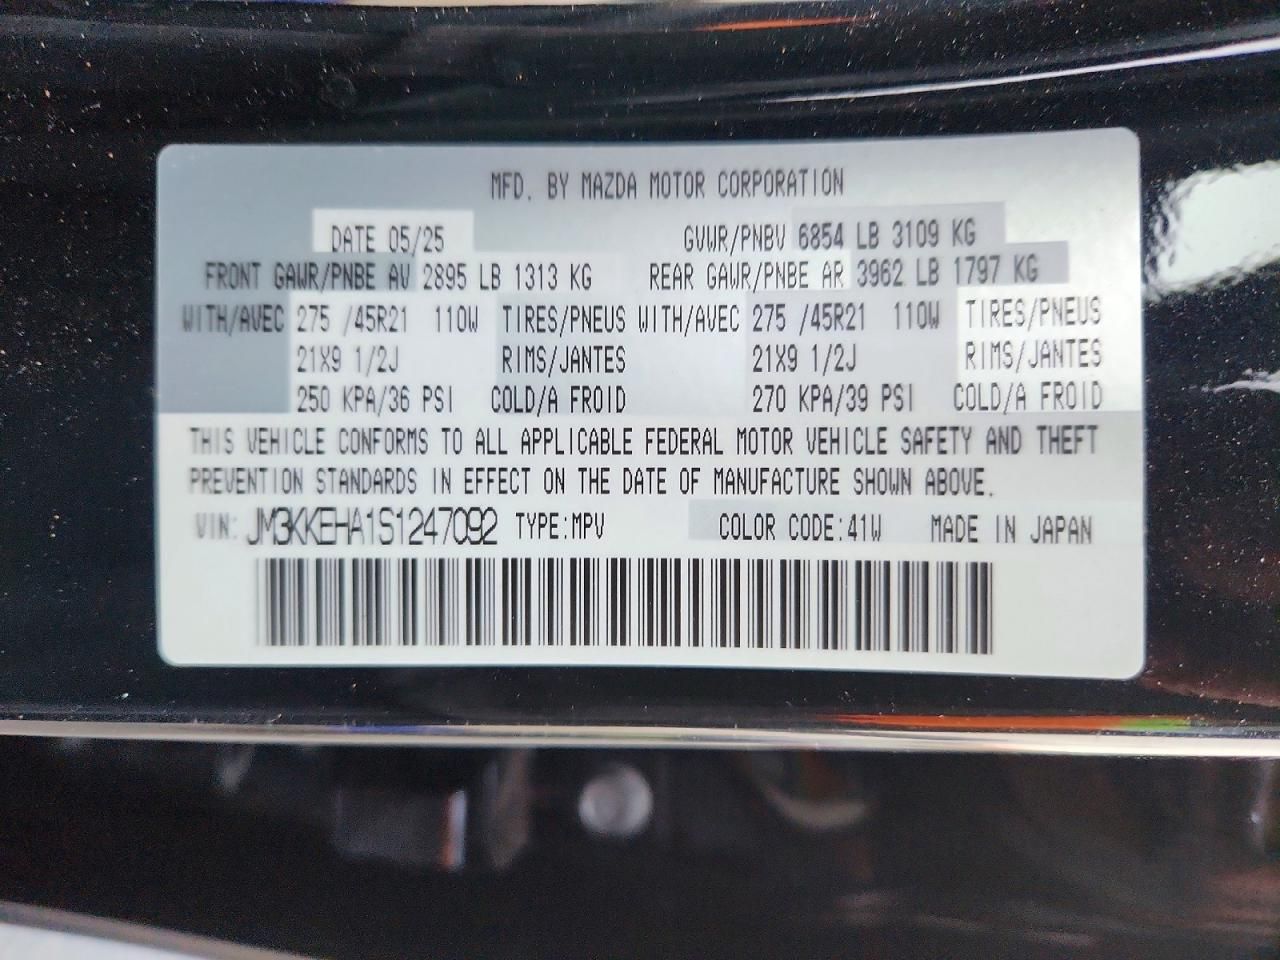 MFD. BY MAZDA MOTOR CORPORATION
DATE 05/25 GVWR/PNBV 6854 LB 3109 KG
FRONT GAWR/PNBE AV 2895 LB 1313 KG REAR GAWR/PNBE AR 3962 LB 1797 KG
WITH/AVEC 275 /45R21 110W TIRES/PNEUS WITH/AVEC 275 /45R21 110W TIRES/PNEUS
21X9 1/2J RIMS/JANTES 21X9 1/2J RIMS/JANTES
250 KPA/36 PSI COLD/A FROID 270 KPA/39 PSI COLD/A FROID
THIS VEHICLE CONFORMS TO ALL APPLICABLE FEDERAL MOTOR VEHICLE SAFETY AND THEFT
PREVENTION STANDARDS IN EFFECT ON THE DATE OF MANUFACTURE SHOWN ABOVE.
VIN: JM3KKEHA1S1247092 TYPE:MPV COLOR CODE:41W MADE IN JAPAN